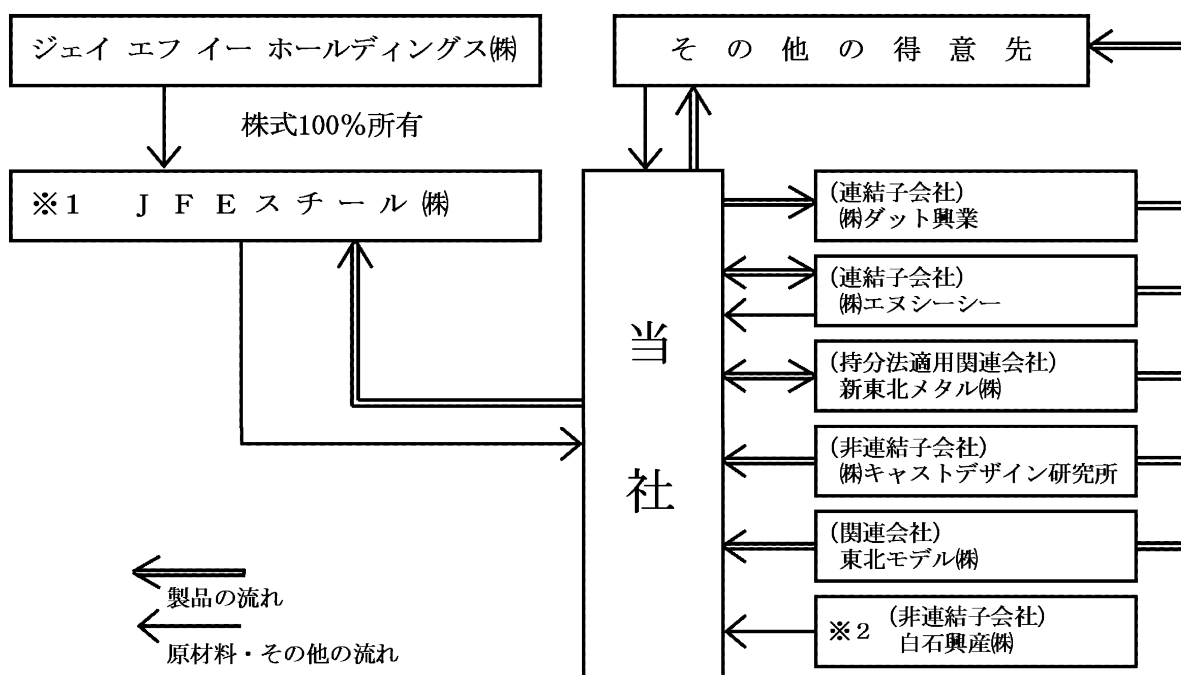 ジェイ エフ イー ホールディングス㈱
そ の 他 の 得 意 先
株式100％所有
※１ Ｊ Ｆ Ｅ ス チ ー ル ㈱
当
社
(連結子会社)
㈱ダット興業
(連結子会社)
㈱エヌシーシー
(持分法適用関連会社)
新東北メタル㈱
(非連結子会社)
㈱キャストデザイン研究所
(関連会社)
東北モデル㈱
※２ (非連結子会社)
白石興産㈱
製品の流れ
原材料・その他の流れ